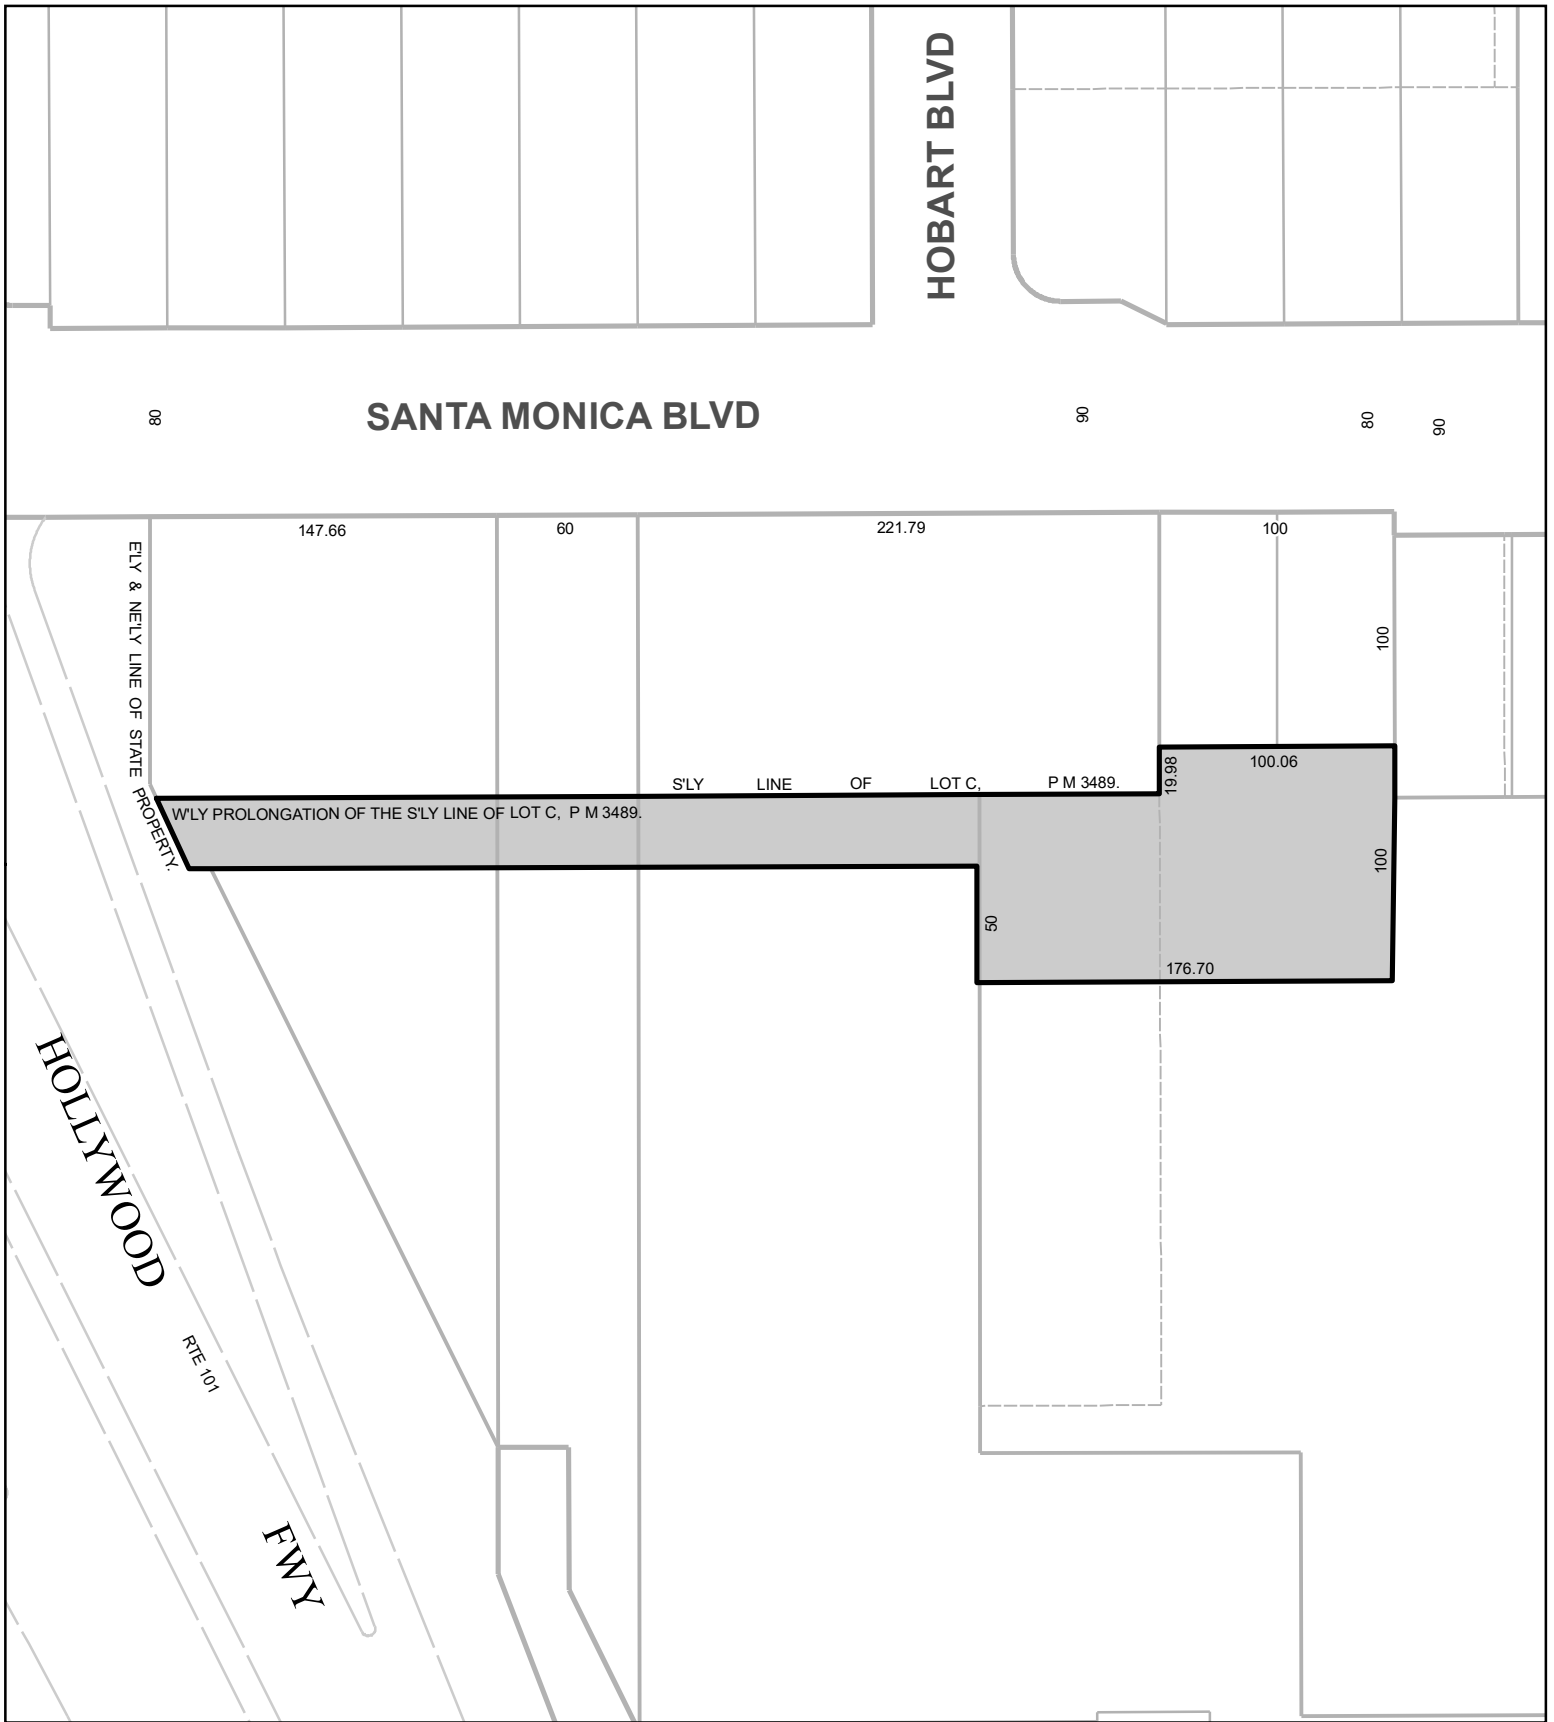 HOBART BLVD
SANTA MONICA BLVD
80
90
80
90
147.66
60
221.79
100
E'LY & NE'LY LINE OF STATE PROPERTY.
100
S'LY LINE OF LOT C, P M 3489.
19.98
100.06
W'LY PROLONGATION OF THE S'LY LINE OF LOT C, P M 3489.
100
50
176.70
HOLLYWOOD
RTE 101
FWY